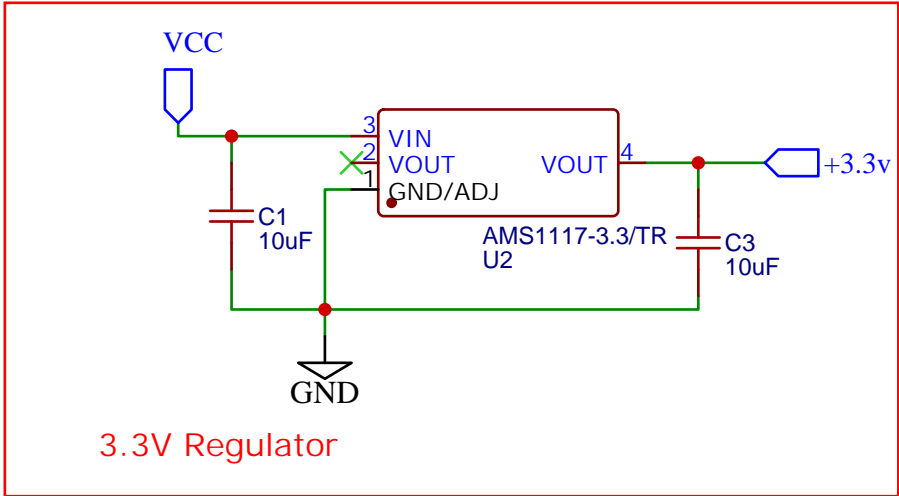 VCC
3
VIN
2
VOUT
VOUT
4
+3.3v
1
GND/ADJ
C1
10uF
AMS1117-3.3/TR
U2
C3
10uF
GND
3.3V Regulator